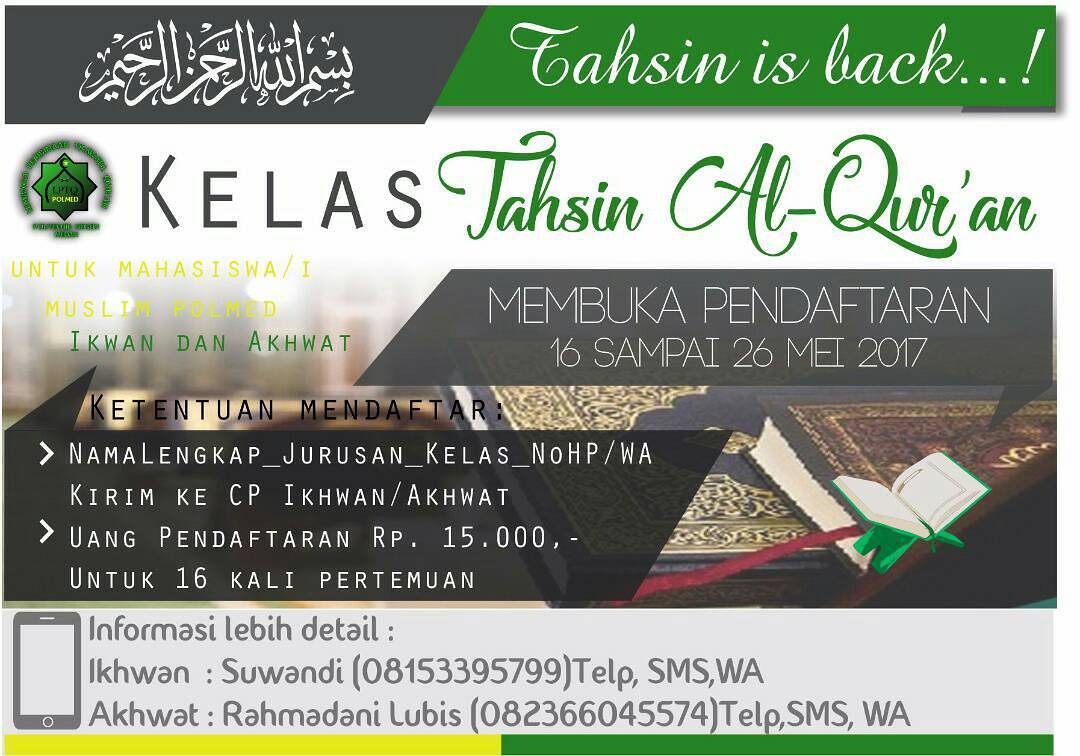 بسم الله الرحمن الرحيم
Tahsin is back...!
LPTQ
POLMED
Kelas Tahsin Al-Qur'an
untuk mahasiswa/i
muslim polmed
Ikwan dan Akhwat
MEMBUKA PENDAFTARAN
16 SAMPAI 26 MEI 2017
Ketentuan mendaftar:
NamaLengkap_Jurusan_Kelas_NoHP/WA
Kirim ke CP Ikhwan/Akhwat
Uang Pendaftaran Rp. 15.000,-
Untuk 16 kali pertemuan
Informasi lebih detail :
Ikhwan : Suwandi (08153395799)Telp, SMS,WA
Akhwat : Rahmadani Lubis (082366045574)Telp,SMS, WA